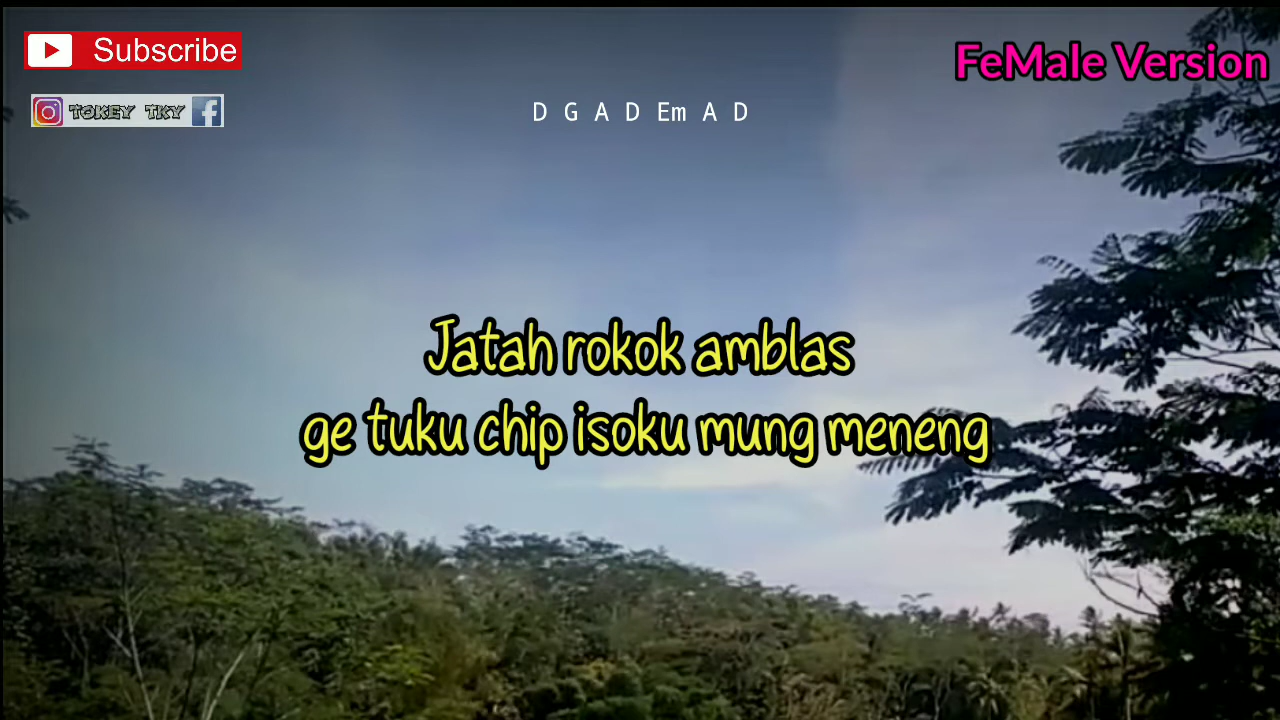 Subscribe
FeMale Version
TOKEY TKY
D G A D Em A D
Jatah rokok amblas
ge tuku chip isoku mung meneng